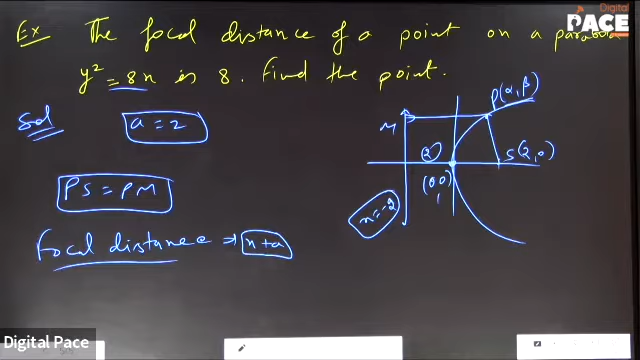 Digital
PACE
Ex The focal distance of a point on a parabola
y² = 8x is 8. Find the point.
Sol a = 2
P(α, β)
M
2
S(2, 0)
PS = PM
(0,0)
x = -2
Focal distance → x+a
Digital Pace